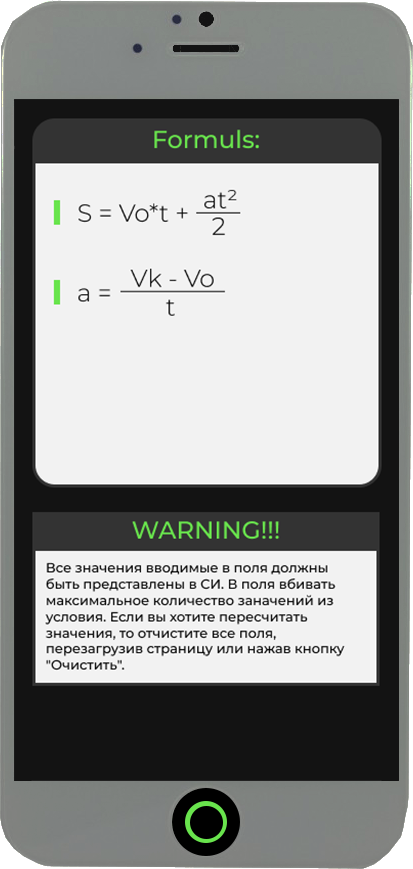 Formuls:
S = Vo*t + at²/2
a = Vk - Vo/t
WARNING!!!
Все значения вводимые в поля должны
быть представлены в СИ. В поля вбивать
максимальное количество заначений из
условия. Если вы хотите пересчитать
значения, то отчистите все поля,
перезагрузив страницу или нажав кнопку
"Очистить".